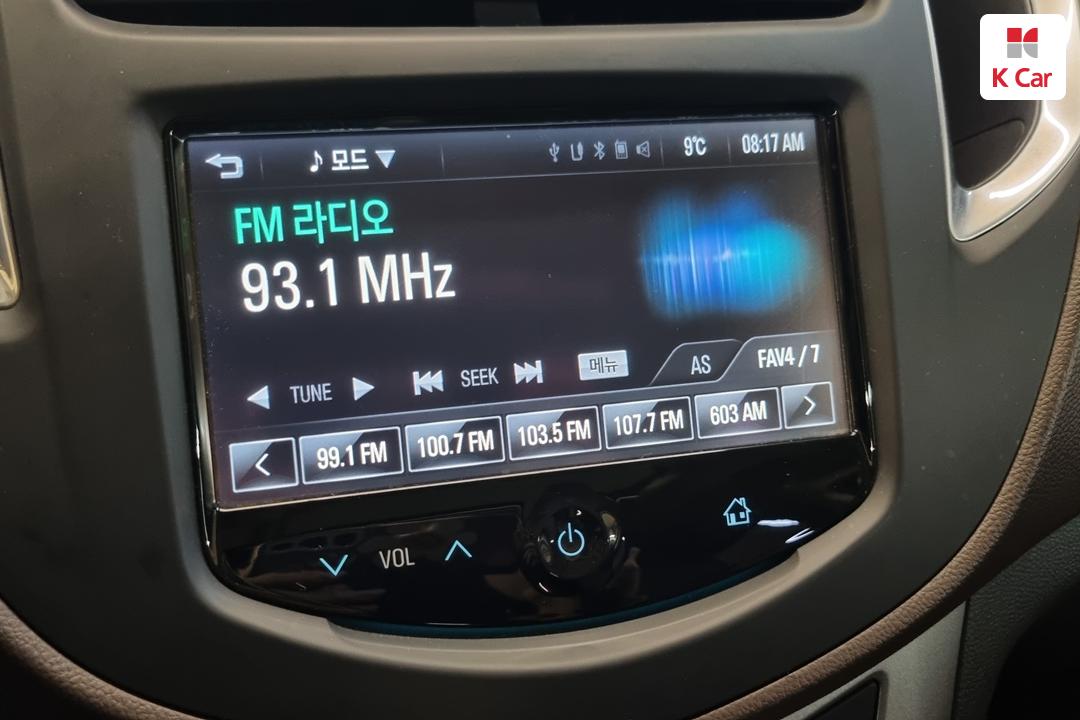 K Car
모드 9℃ 08:17 AM
FM 라디오
93.1 MHz
TUNE SEEK 메뉴 AS FAV4 / 7
99.1 FM 100.7 FM 103.5 FM 107.7 FM 603 AM
VOL